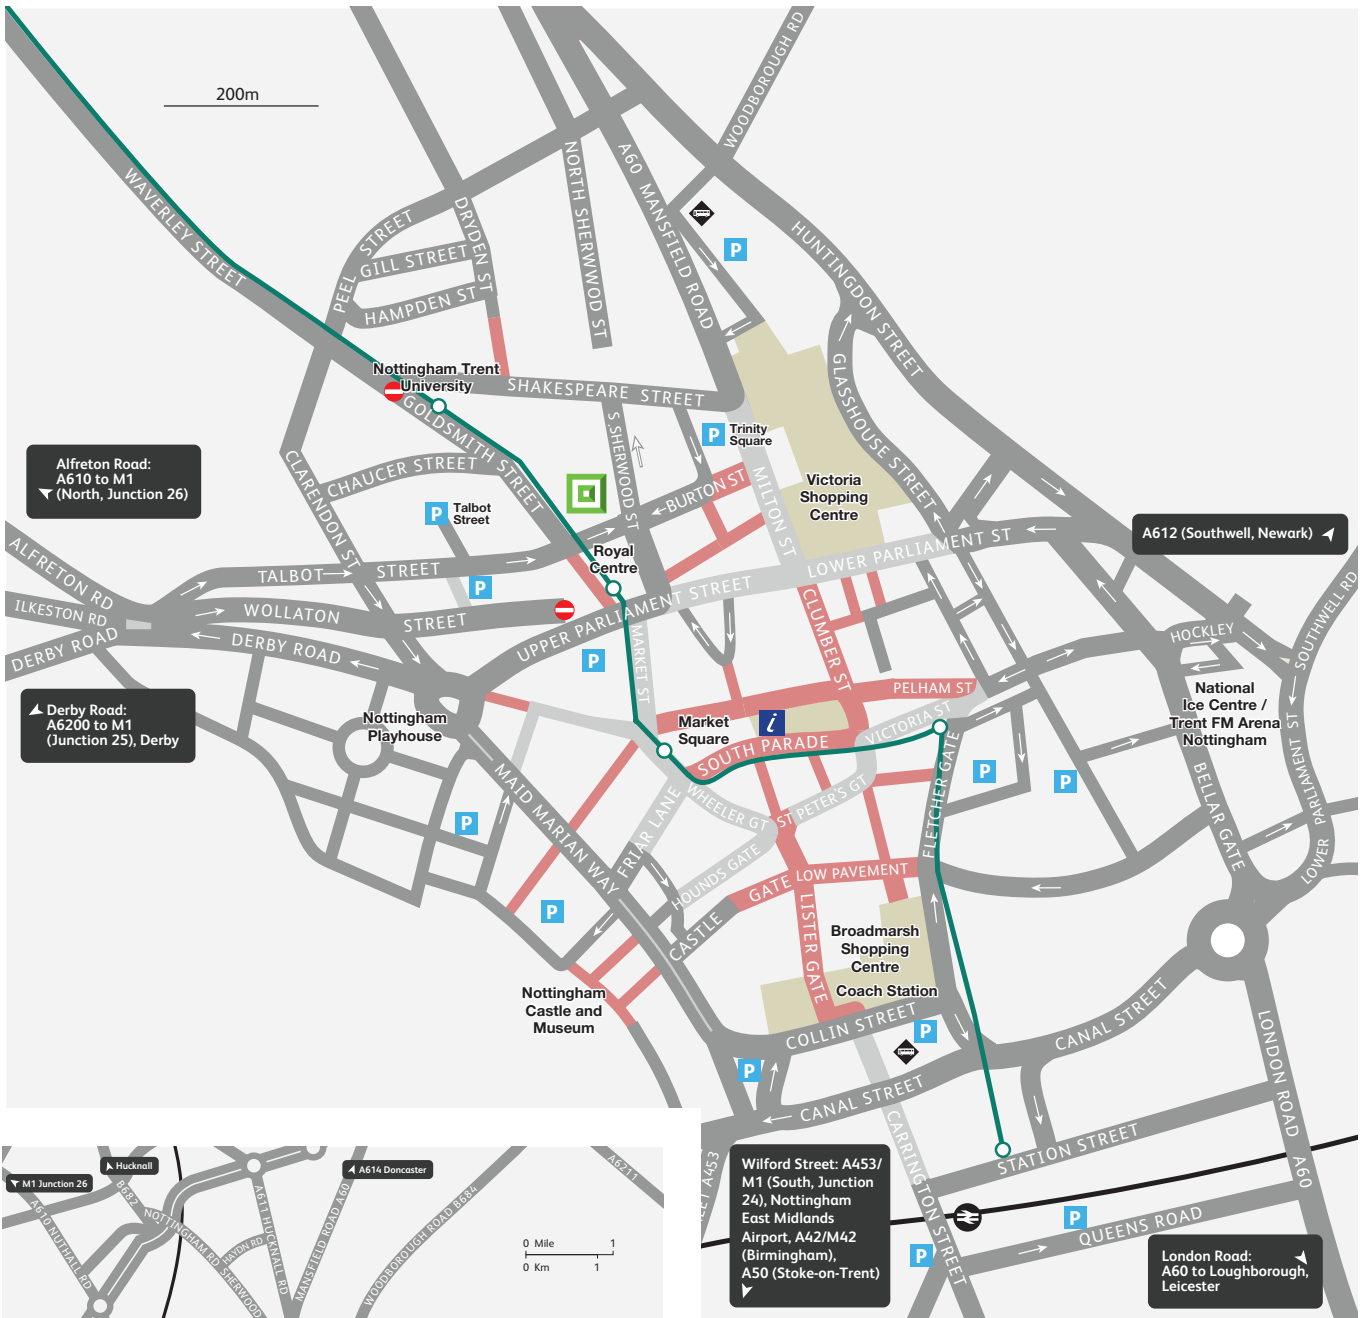 WOODBOROUGH RD
200m
A60 MANSFIELD ROAD
NORTH SHERWWOD ST
WAVERLEY STREET
DRYDEN ST
PEEL STREET
GILL STREET
HAMPDEN ST
P
HUNTINGDON STREET
GLASSHOUSE STREET
Nottingham Trent
University
SHAKESPEARE STREET
GOLDSMITH STREET
S.SHERWOOD ST
P
Trinity
Square
CLARENDON ST
CHAUCER STREET
BURTON ST
MILTON ST
Victoria
Shopping
Centre
Alfreton Road:
A610 to M1
(North, Junction 26)
P
Talbot
Street
A612 (Southwell, Newark)
ALFRETON RD
Royal
Centre
LOWER PARLIAMENT ST
TALBOT STREET
P
ILKESTON RD
WOLLATON STREET
UPPER PARLIAMENT STREET
CLUMBER ST
SOUTHWELL RD
DERBY ROAD
DERBY ROAD
P
MARKET ST
HOCKLEY
PELHAM ST
National
Ice Centre /
Trent FM Arena
Nottingham
Derby Road:
A6200 to M1
(Junction 25), Derby
Nottingham
Playhouse
Market
Square
i
VICTORIA ST
SOUTH PARADE
FLETCHER GATE
P
P
BELLAR GATE
LOWER PARLIAMENT ST
MAID MARIAN WAY
P
WHEELER GT
ST PETER'S GT
FRIAR LANE
HOUNDS GATE
LOW PAVEMENT
CASTLE GATE
LISTER GATE
P
Broadmarsh
Shopping
Centre
Coach Station
Nottingham
Castle and
Museum
COLLIN STREET
P
P
CANAL STREET
CANAL STREET
LONDON ROAD A60
CARRINGTON STREET
STATION STREET
P
QUEENS ROAD
P
Wilford Street: A453/
M1 (South, Junction
24), Nottingham
East Midlands
Airport, A42/M42
(Birmingham),
A50 (Stoke-on-Trent)
London Road:
A60 to Loughborough,
Leicester
A453
M1 Junction 26
Hucknall
A614 Doncaster
A6211
B682
A610 NUTHALL RD
NOTTINGHAM RD
HAYDN RD
SHERWOOD
A611 HUCKNALL RD
MANSFIELD ROAD A60
WOODBOROUGH ROAD B684
0 Mile 1
0 Km 1